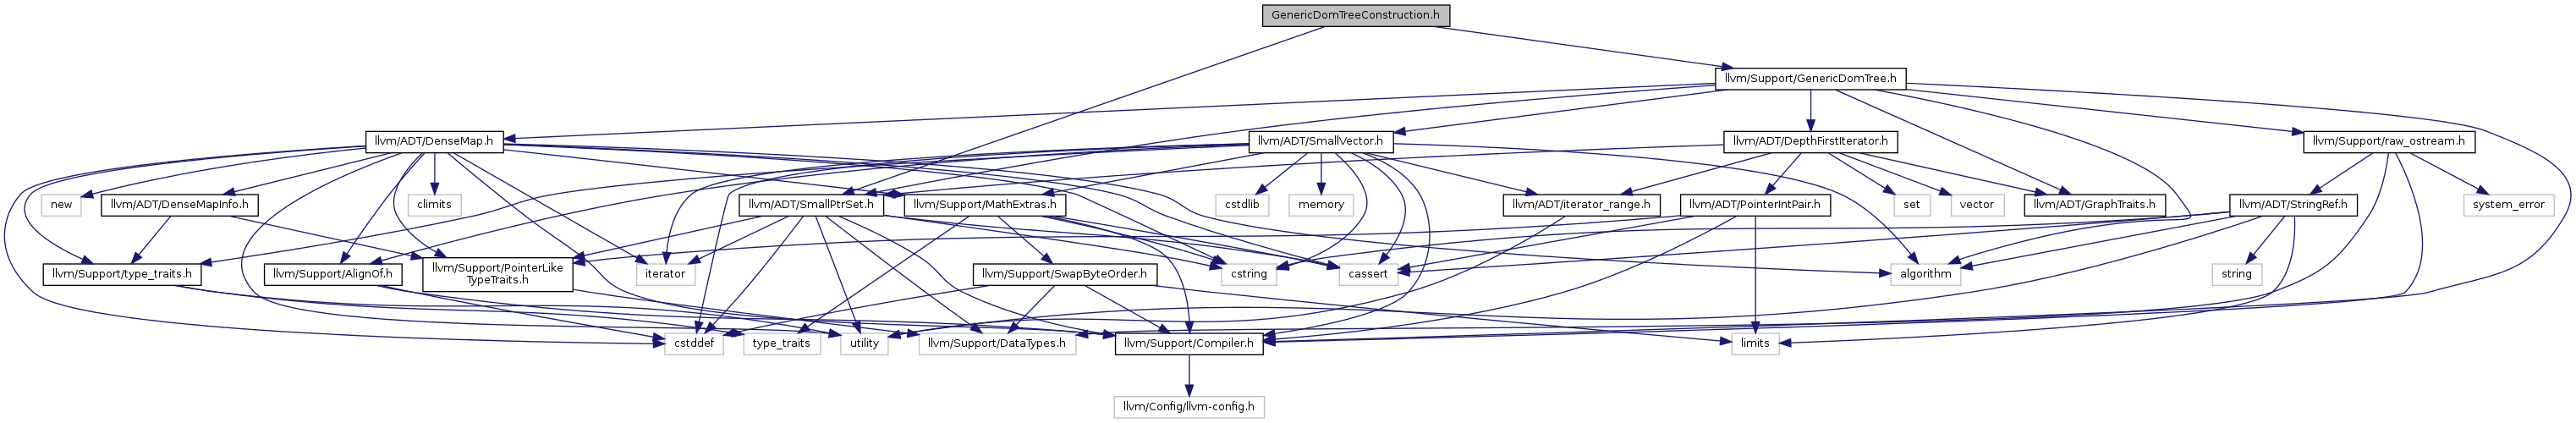 GenericDomTreeConstruction.h
llvm/Support/GenericDomTree.h
llvm/ADT/DenseMap.h
llvm/ADT/SmallVector.h
llvm/ADT/DepthFirstIterator.h
llvm/Support/raw_ostream.h
new
llvm/ADT/DenseMapInfo.h
climits
llvm/ADT/SmallPtrSet.h
llvm/Support/MathExtras.h
cstdlib
memory
llvm/ADT/iterator_range.h
llvm/ADT/PointerIntPair.h
set
vector
llvm/ADT/GraphTraits.h
llvm/ADT/StringRef.h
system_error
llvm/Support/type_traits.h
llvm/Support/AlignOf.h
llvm/Support/PointerLike
TypeTraits.h
iterator
llvm/Support/SwapByteOrder.h
cstring
cassert
algorithm
string
cstddef
type_traits
utility
llvm/Support/DataTypes.h
llvm/Support/Compiler.h
limits
llvm/Config/llvm-config.h